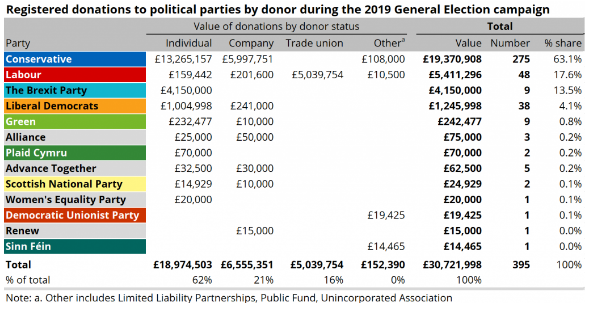 Registered donations to political parties by donor during the 2019 General Election campaign
Value of donations by donor status Total
Party Individual Company Trade union Otherᵃ Value Number % share
Conservative £13,265,157 £5,997,751 £108,000 £19,370,908 275 63.1%
Labour £159,442 £201,600 £5,039,754 £10,500 £5,411,296 48 17.6%
The Brexit Party £4,150,000 £4,150,000 9 13.5%
Liberal Democrats £1,004,998 £241,000 £1,245,998 38 4.1%
Green £232,477 £10,000 £242,477 9 0.8%
Alliance £25,000 £50,000 £75,000 3 0.2%
Plaid Cymru £70,000 £70,000 2 0.2%
Advance Together £32,500 £30,000 £62,500 5 0.2%
Scottish National Party £14,929 £10,000 £24,929 2 0.1%
Women's Equality Party £20,000 £20,000 1 0.1%
Democratic Unionist Party £19,425 £19,425 1 0.1%
Renew £15,000 £15,000 1 0.0%
Sinn Féin £14,465 £14,465 1 0.0%
Total £18,974,503 £6,555,351 £5,039,754 £152,390 £30,721,998 395 100%
% of total 62% 21% 16% 0% 100%
Note: a. Other includes Limited Liability Partnerships, Public Fund, Unincorporated Association